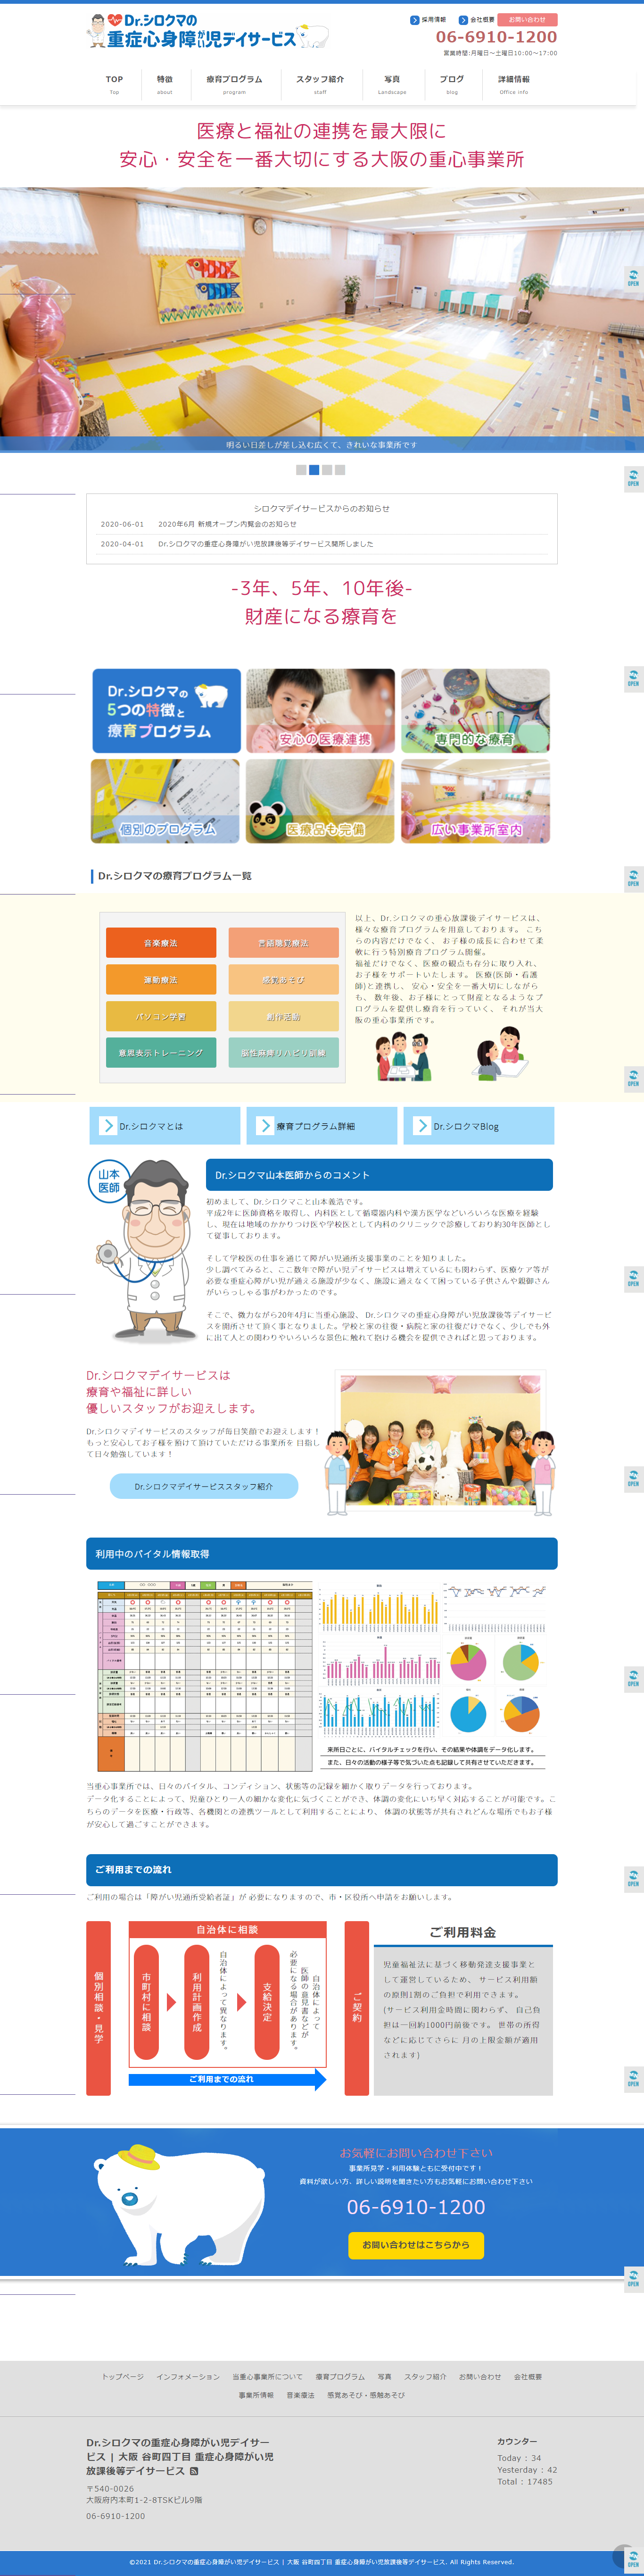 Dr.シロクマの
重症心身障害児デイサービス
採用情報
会社概要
お問い合わせ
06-6910-1200
営業時間:月曜日〜土曜日10:00〜17:00
TOP
Top
特徴
about
療育プログラム
program
スタッフ紹介
staff
写真
Landscape
ブログ
blog
詳細情報
Office info
医療と福祉の連携を最大限に
安心・安全を一番大切にする大阪の重心事業所
明るい日差しが差し込む広くて、きれいな事業所です
シロクマデイサービスからのお知らせ
2020-06-01 2020年6月 新規オープン内覧会のお知らせ
2020-04-01 Dr.シロクマの重症心身障がい児放課後等デイサービス開所しました
-3年、5年、10年後-
財産になる療育を
Dr.シロクマの
5つの特徴と
療育プログラム
安心の医療連携
専門的な療育
個別のプログラム
医療品も完備
広い事業所室内
Dr.シロクマの療育プログラム一覧
音楽療法
言語聴覚療法
運動療法
感覚あそび
パソコン学習
創作活動
意思表示トレーニング
脳性麻痺リハビリ訓練
以上、Dr.シロクマの重心放課後デイサービスは、
様々な療育プログラムを用意しております。 こち
らの内容だけでなく、 お子様の成長に合わせて柔
軟に行う特別療育プログラム開催。
福祉だけでなく、医療の観点も存分に取り入れ、
お子様をサポートいたします。 医療(医師・看護
師)と連携し、 安心・安全を一番大切にしながら
も、 数年後、お子様にとって財産となるようなプ
ログラムを提供し療育を行っていく、 それが当大
阪の重心事業所です。
Dr.シロクマとは
療育プログラム詳細
Dr.シロクマBlog
山本
医師
Dr.シロクマ山本医師からのコメント
初めまして、Dr.シロクマこと山本義浩です。
平成2年に医師資格を取得し、内科医として循環器内科や漢方医学などいろいろな医療を経験
し、現在は地域のかかりつけ医や学校医として内科のクリニックで診療しており約30年医師とし
て従事しております。
そして学校医の仕事を通じて障がい児通所支援事業のことを知りました。
少し調べてみると、ここ数年で障がい児デイサービスは増えているにも関わらず、医療ケア等が
必要な重症心障がい児が通える施設が少なく、施設に通えなくて困っている子供さんや親御さん
がいらっしゃる事がわかったのです。
そこで、微力ながら20年4月に当重心施設、 Dr.シロクマの重症心身障がい児放課後等デイサービ
スを開所させて頂く事となりました。学校と家の往復・病院と家の往復だけでなく、少しでも外
に出て人との関わりやいろいろな景色に触れて抱ける機会を提供できればと思っております。
Dr.シロクマデイサービスは
療育や福祉に詳しい
優しいスタッフがお迎えします。
Dr.シロクマデイサービスのスタッフが毎日笑顔でお迎えします！
もっと安心してお子様を預けて頂けていただける事業所を 目指し
て日々勉強しています！
Dr.シロクマデイサービススタッフ紹介
利用中のバイタル情報取得
来所日ごとに、バイタルチェックを行い、その結果や体調をデータ化します。
また、日々の活動の様子等で気づいた点も記録して共有させていただきます。
当重心事業所では、日々のバイタル、コンディション、状態等の記録を細かく取りデータを行っております。
データ化することによって、児童ひとり一人の細かな変化に気づくことができ、体調の変化にいち早く対応することが可能です。こ
ちらのデータを医療・行政等、各機関との連携ツールとして利用することにより、 体調の状態等が共有されどんな場所でもお子様
が安心して過ごすことができます。
ご利用までの流れ
ご利用の場合は「障がい児通所受給者証」が 必要になりますので、市・区役所へ申請をお願いします。
個別相談・見学
自治体に相談
市町村に相談
利用計画作成
自治体によって異なります。
支給決定
自治体によって
医師の意見書などが
必要になる場合があります。
ご利用までの流れ
ご契約
ご利用料金
児童福祉法に基づく移動発達支援事業と
して運営しているため、 サービス利用額
の原則1割のご負担で利用できます。
(サービス利用金時間に関わらず、 自己負
担は一回約1000円前後です。 世帯の所得
などに応じてさらに 月の上限金額が適用
されます)
お気軽にお問い合わせ下さい
事業所見学・利用体験ともに受付中です！
資料が欲しい方、詳しい説明を聞きたい方もお気軽にお問い合わせ下さい
06-6910-1200
お問い合わせはこちらから
トップページ インフォメーション 当重心事業所について 療育プログラム 写真 スタッフ紹介 お問い合わせ 会社概要
事業所情報 音楽療法 感覚あそび・感触あそび
Dr.シロクマの重症心身障がい児デイサー
ビス | 大阪 谷町四丁目 重症心身障がい児
放課後等デイサービス
〒540-0026
大阪府内本町1-2-8TSKビル9階
06-6910-1200
カウンター
Today : 34
Yesterday : 42
Total : 17485
©2021 Dr.シロクマの重症心身障がい児デイサービス | 大阪 谷町四丁目 重症心身障がい児放課後等デイサービス. All Rights Reserved.
OPEN
OPEN
OPEN
OPEN
OPEN
OPEN
OPEN
OPEN
OPEN
OPEN
OPEN
OPEN